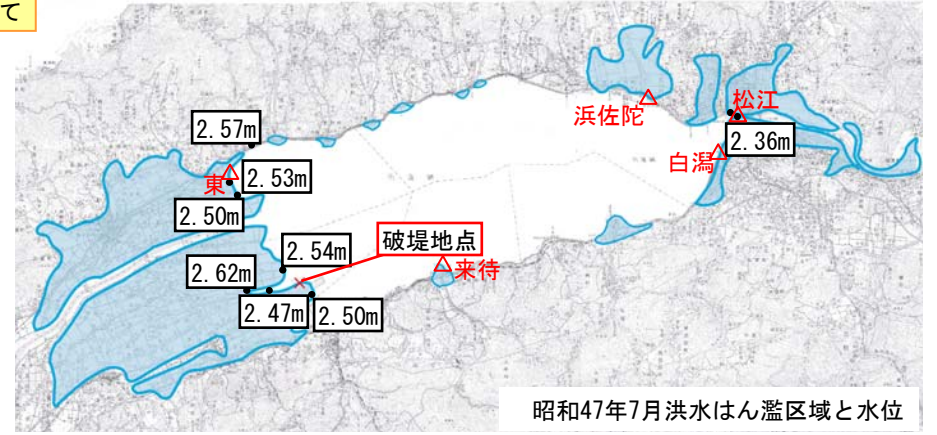 て
浜佐陀
松江
2.36m
白潟
2.57m
東
2.53m
2.50m
破堤地点
2.54m
来待
2.62m
2.47m
2.50m
昭和47年7月洪水はん濫区域と水位